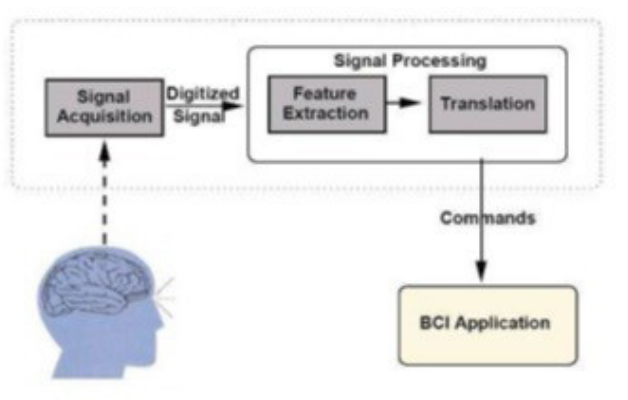 Signal Processing
Signal
Acquisition
Digitized
Signal
Feature
Extraction
Translation
Commands
BCI Application